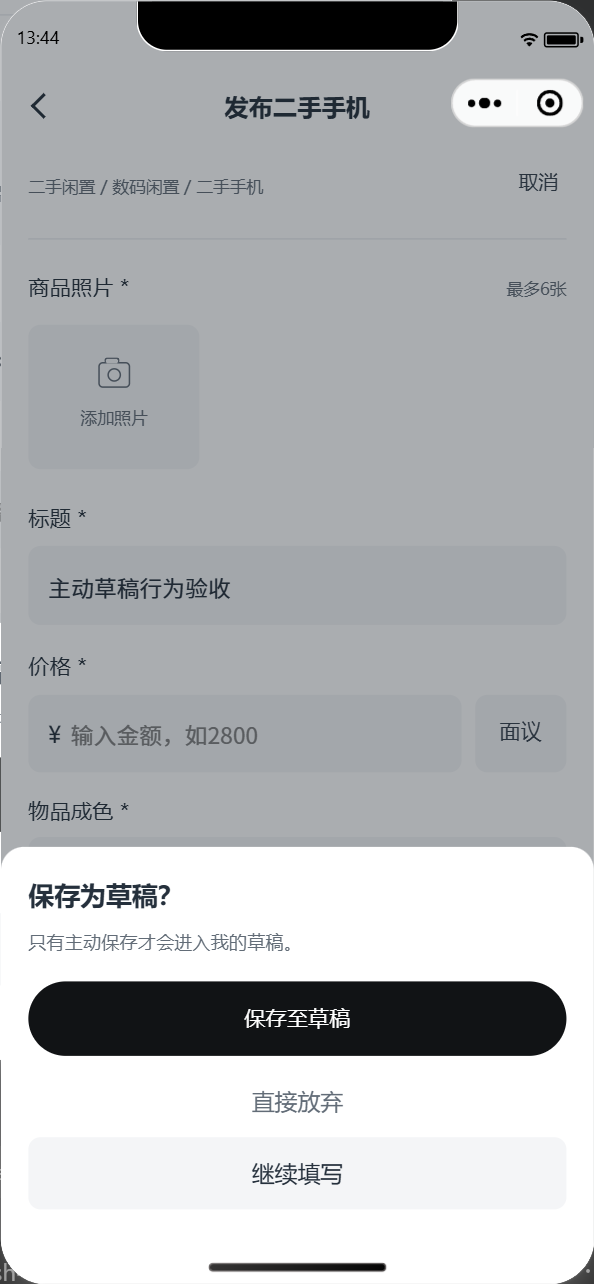 13:44
发布二手手机
二手闲置 / 数码闲置 / 二手手机
取消
商品照片 *
最多6张
添加照片
标题 *
主动草稿行为验收
价格 *
¥ 输入金额，如2800
面议
物品成色 *
保存为草稿?
只有主动保存才会进入我的草稿。
保存至草稿
直接放弃
继续填写